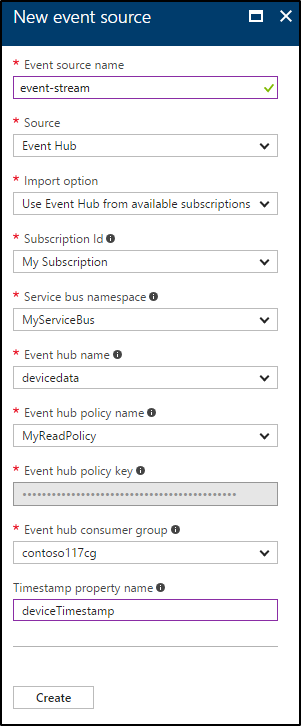 New event source
* Event source name
event-stream
* Source
Event Hub
* Import option
Use Event Hub from available subscriptions
* Subscription Id
My Subscription
* Service bus namespace
MyServiceBus
* Event hub name
devicedata
* Event hub policy name
MyReadPolicy
* Event hub policy key
••••••••••••••••••••••••••••••••••••••••••••
* Event hub consumer group
contoso117cg
Timestamp property name
deviceTimestamp
Create